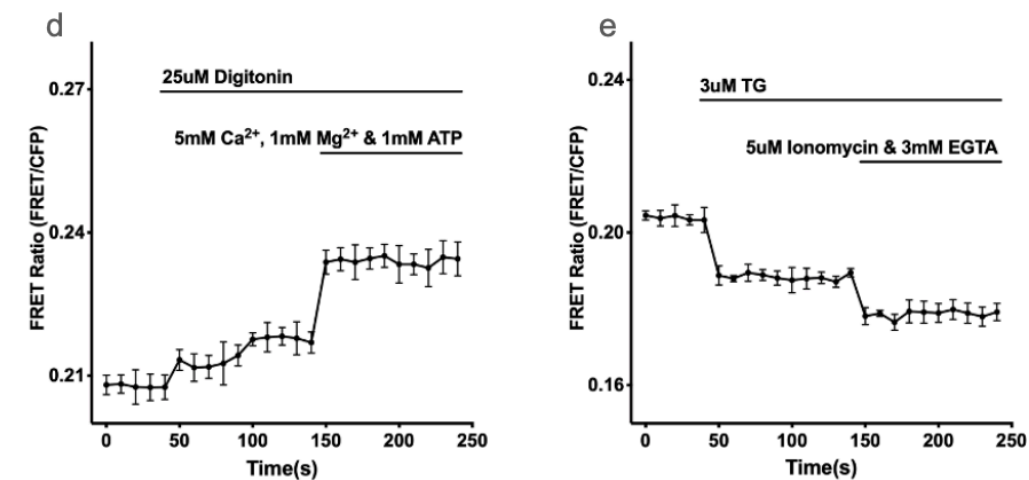 d
25uM Digitonin
5mM Ca²⁺, 1mM Mg²⁺ & 1mM ATP
FRET Ratio (FRET/CFP)
0.27
0.24
0.21
0 50 100 150 200 250
Time(s)
e
3uM TG
5uM Ionomycin & 3mM EGTA
FRET Ratio (FRET/CFP)
0.24
0.20
0.16
0 50 100 150 200 250
Time(s)